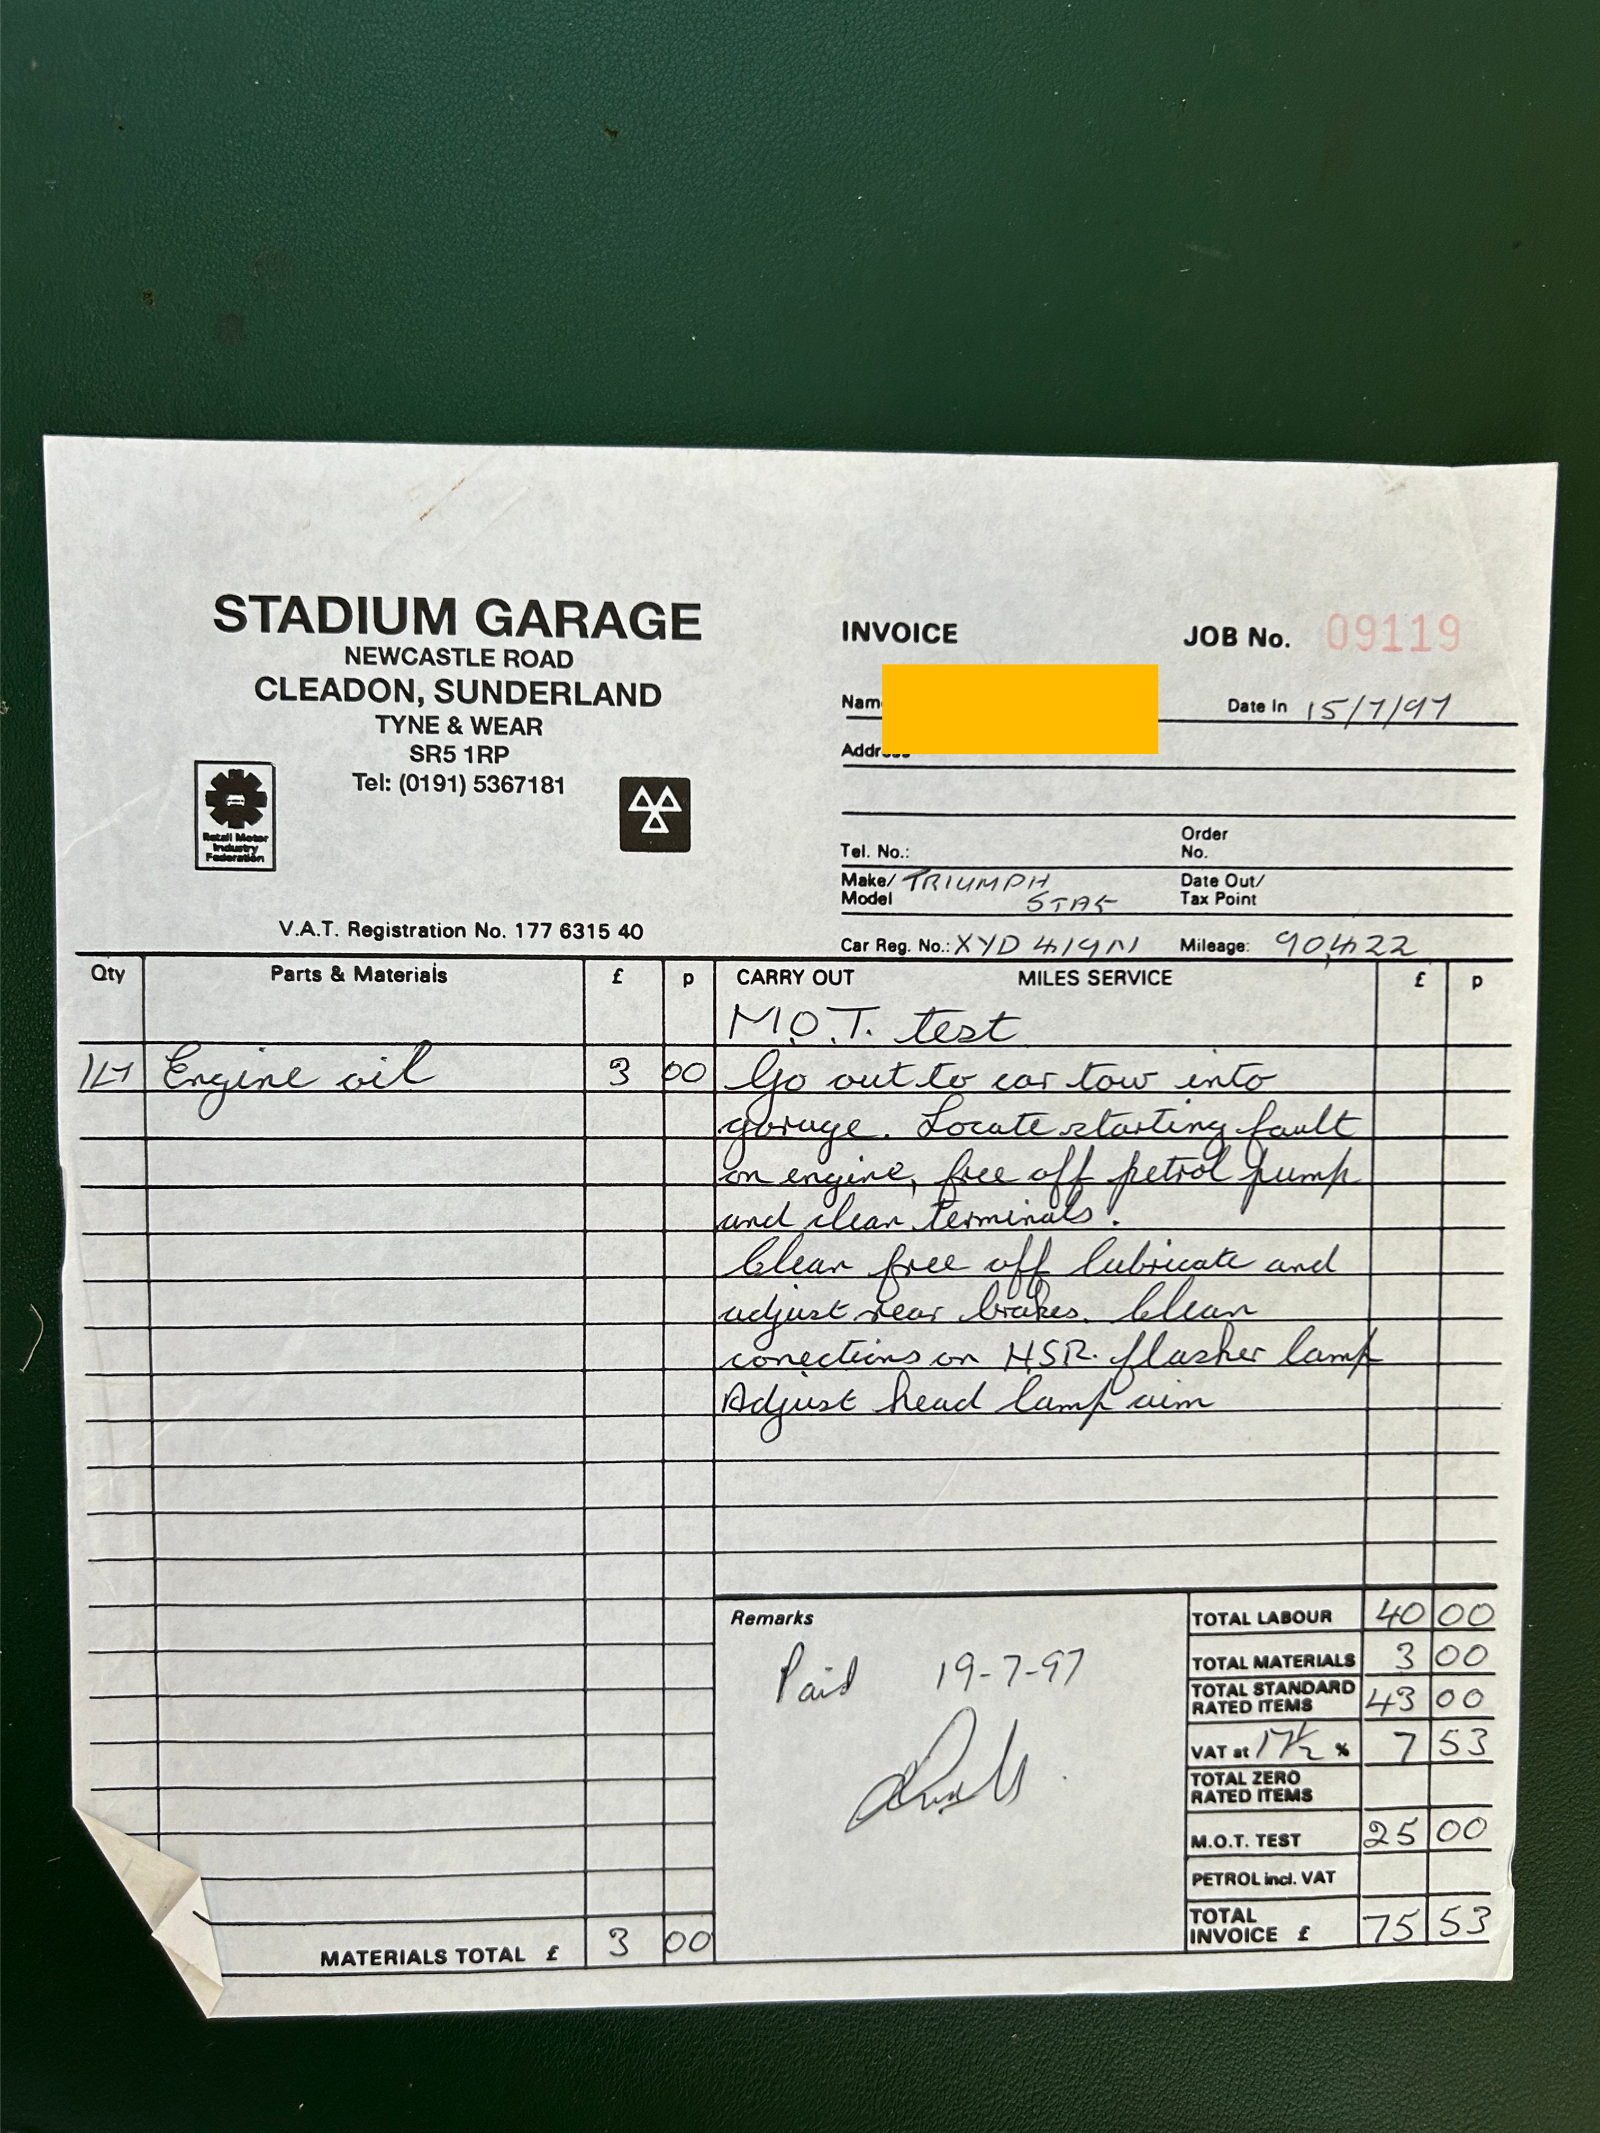 STADIUM GARAGE
NEWCASTLE ROAD
CLEADON, SUNDERLAND
TYNE & WEAR
SR5 1RP
Tel: (0191) 5367181
Retail Motor
Industry
Federation
V.A.T. Registration No. 177 6315 40
INVOICE JOB No. 09119
Nam Date In 15/7/97
Address
Tel. No.: Order No.
Make/ Model TRIUMPH STAG Date Out/ Tax Point
Car Reg. No.: XYD 419N Mileage: 90,422
Qty Parts & Materials £ p CARRY OUT MILES SERVICE £ p
M.O.T. test
1LT Engine oil 3 00 Go out to car tow into
garage. Locate starting fault
on engine, free off petrol pump
and clean terminals.
Clean free off lubricate and
adjust rear brakes. Clean
conections on NSR. flasher lamp
Adjust head lamp aim
Remarks
Paid 19-7-97
TOTAL LABOUR 40 00
TOTAL MATERIALS 3 00
TOTAL STANDARD
RATED ITEMS 43 00
VAT at 17½ % 7 53
TOTAL ZERO
RATED ITEMS
M.O.T. TEST 25 00
PETROL incl. VAT
TOTAL
INVOICE £ 75 53
MATERIALS TOTAL £ 3 00